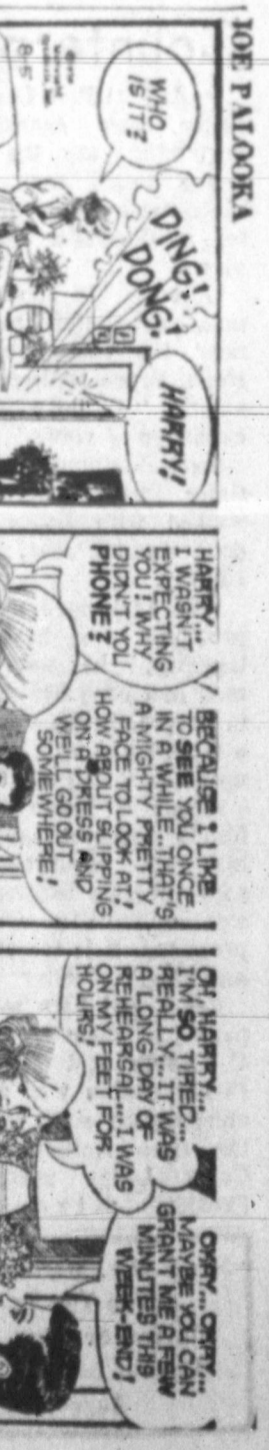 JOE PALOOKA
WHO
IS IT?
DING!
DONG!
HARRY!
8-5
HARRY...
I WASN'T
EXPECTING
YOU! WHY
DIDN'T YOU
PHONE?
BECAUSE I LIKE
TO SEE YOU ONCE
IN A WHILE...THAT'S
A MIGHTY PRETTY
FACE TO LOOK AT!
HOW ABOUT SLIPPING
ON A DRESS AND
WE'LL GO OUT
SOMEWHERE!
OH, HARRY...
I'M SO TIRED...
REALLY...IT WAS
A LONG DAY OF
REHEARSAL...I WAS
ON MY FEET FOR
HOURS!
OKAY...OKAY...
MAYBE YOU CAN
GRANT ME A FEW
MINUTES THIS
WEEK-END!